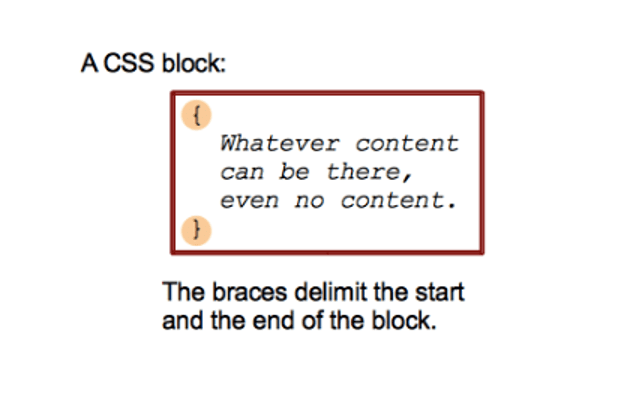 A CSS block:
{
Whatever content
can be there,
even no content.
}
The braces delimit the start
and the end of the block.